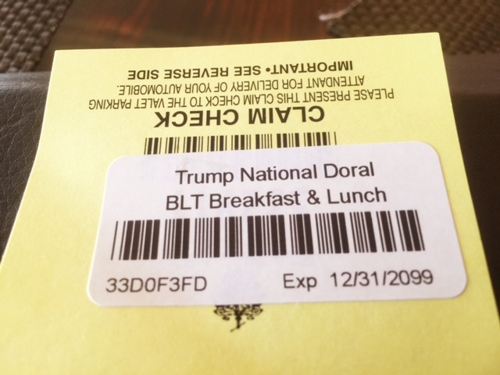 IMPORTANT • SEE REVERSE SIDE
ATTENDANT FOR DELIVERY OF YOUR AUTOMOBILE.
PLEASE PRESENT THIS CLAIM CHECK TO THE VALET PARKING
CLAIM CHECK
Trump National Doral
BLT Breakfast & Lunch
33D0F3FD Exp 12/31/2099